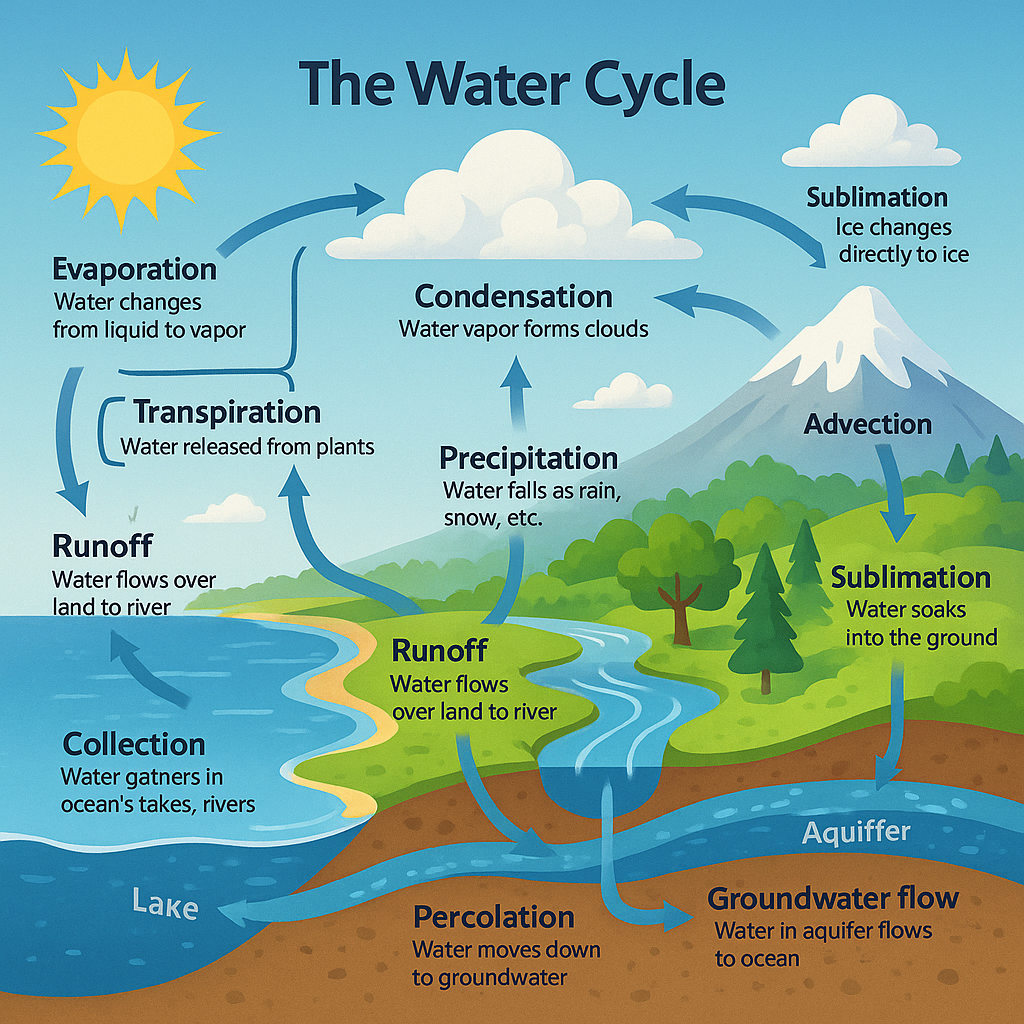 The Water Cycle
Sublimation
Ice changes
directly to ice
Evaporation
Water changes
from liquid to vapor
Condensation
Water vapor forms clouds
Transpiration
Water released from plants
Advection
Precipitation
Water falls as rain,
snow, etc.
Runoff
Water flows over
land to river
Sublimation
Water soaks
into the ground
Runoff
Water flows
over land to river
Collection
Water gatners in
ocean's takes, rivers
Aquiffer
Lake
Percolation
Water moves down
to groundwater
Groundwater flow
Water in aquifer flows
to ocean